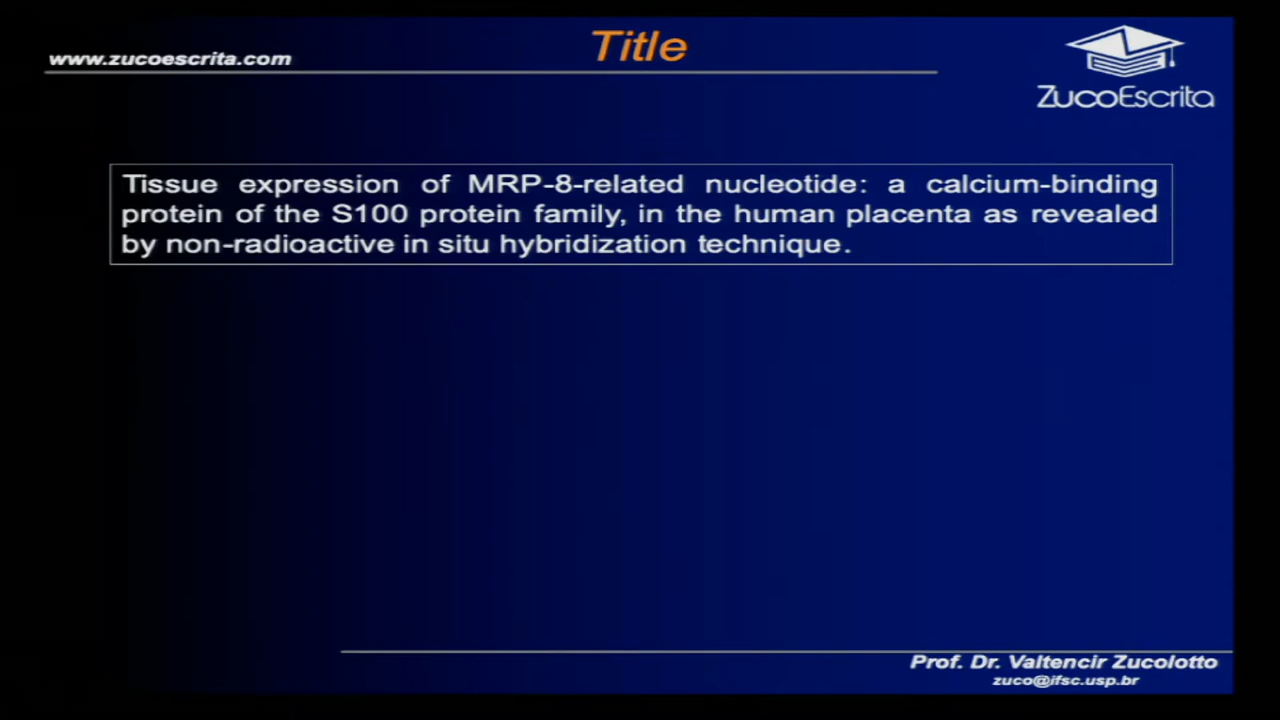 www.zucoescrita.com
Title
ZucoEscrita
Tissue expression of MRP-8-related nucleotide: a calcium-binding
protein of the S100 protein family, in the human placenta as revealed
by non-radioactive in situ hybridization technique.
Prof. Dr. Valtencir Zucolotto
zuco@ifsc.usp.br